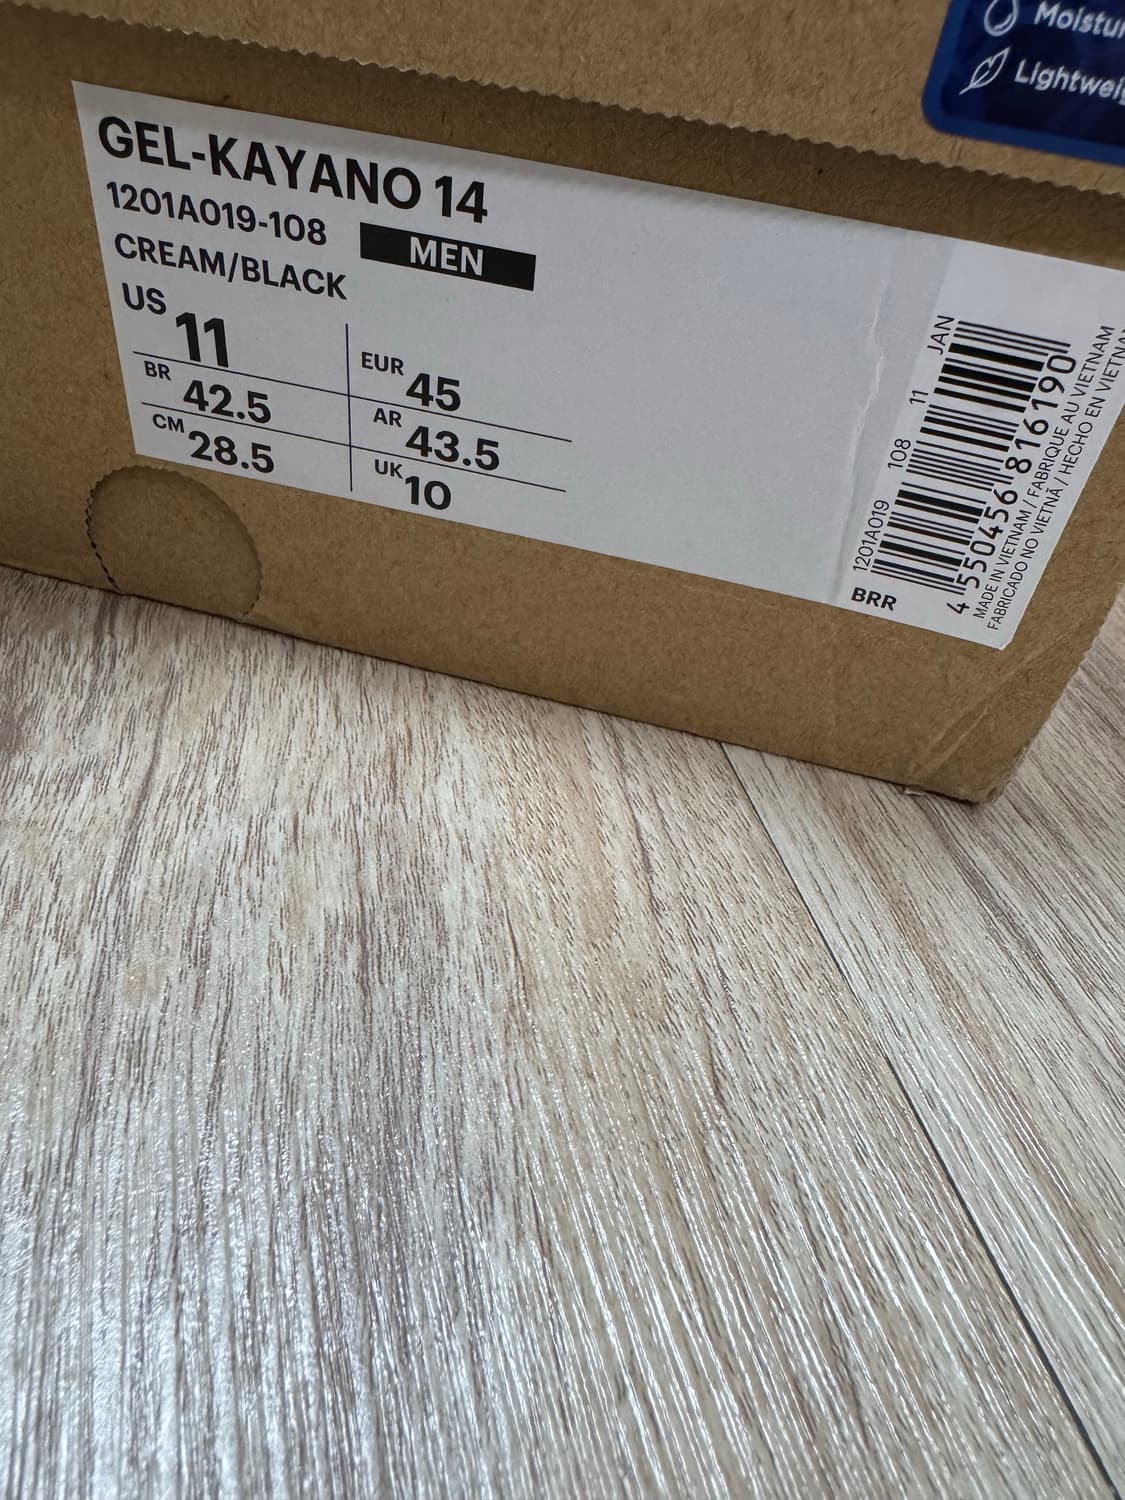 Lightweig
GEL-KAYANO 14
1201A019-108
MEN
CREAM/BLACK
US 11
EUR 45
BR 42.5
AR 43.5
CM 28.5
UK 10
1201A019 108 11 JAN
4 550456 816190
BRR
MADE IN VIETNAM / FABRIQUE AU VIETNAM
FABRICADO NO VIETNÃ / HECHO EN VIETNAM